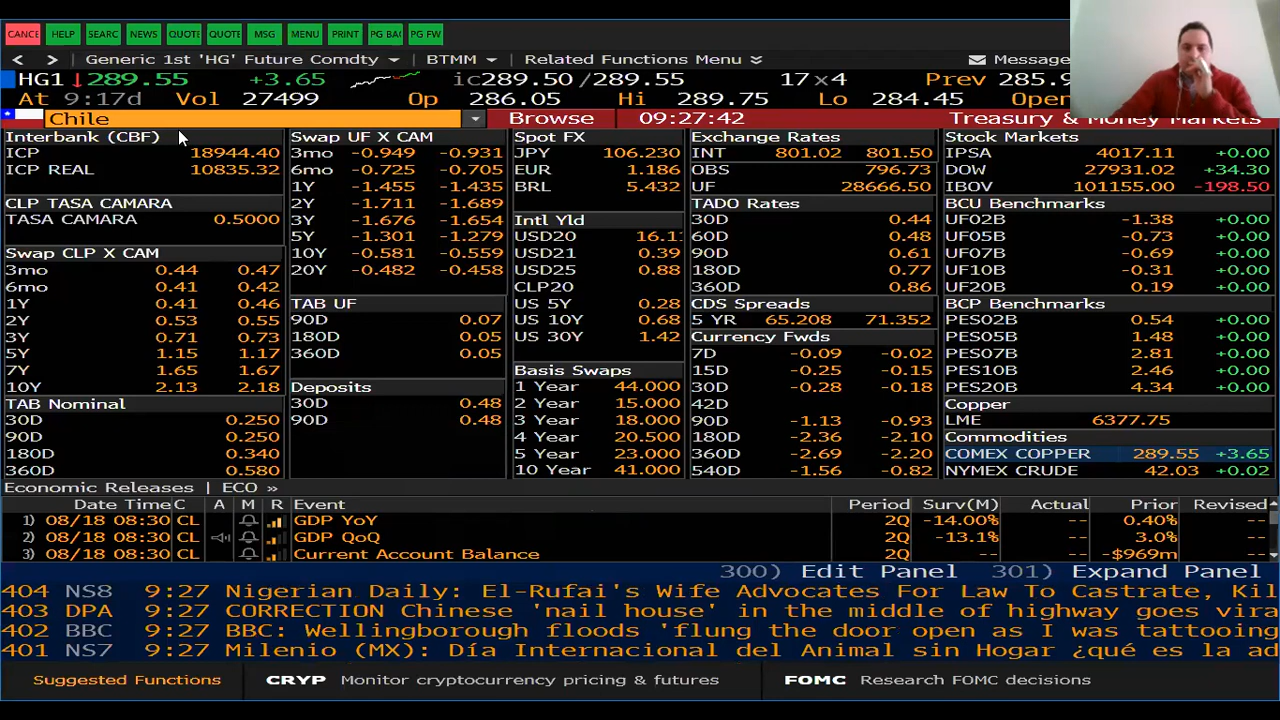 CANCE HELP SEARC NEWS QUOTE QUOTE MSG MENU PRINT PG BAC PG FW
< > Generic 1st 'HG' Future Comdty BTMM Related Functions Menu Message
HG1 ↓289.55 +3.65 ic289.50/289.55 17x4 Prev 285.9
At 9:17d Vol 27499 Op 286.05 Hi 289.75 Lo 284.45 Open
Chile Browse 09:27:42 Treasury & Money Markets
Interbank (CBF)
ICP 18944.40
ICP REAL 10835.32
CLP TASA CAMARA
TASA CAMARA 0.5000
Swap CLP X CAM
3mo 0.44 0.47
6mo 0.41 0.42
1Y 0.41 0.46
2Y 0.53 0.55
3Y 0.71 0.73
5Y 1.15 1.17
7Y 1.65 1.67
10Y 2.13 2.18
TAB Nominal
30D 0.250
90D 0.250
180D 0.340
360D 0.580
Swap UF X CAM
3mo -0.949 -0.931
6mo -0.725 -0.705
1Y -1.455 -1.435
2Y -1.711 -1.689
3Y -1.676 -1.654
5Y -1.301 -1.279
10Y -0.581 -0.559
20Y -0.482 -0.458
TAB UF
90D 0.07
180D 0.05
360D 0.05
Deposits
30D 0.48
90D 0.48
Spot FX
JPY 106.230
EUR 1.186
BRL 5.432
Intl Yld
USD20 16.1
USD21 0.39
USD25 0.88
CLP20
US 5Y 0.28
US 10Y 0.68
US 30Y 1.42
Basis Swaps
1 Year 44.000
2 Year 15.000
3 Year 18.000
4 Year 20.500
5 Year 23.000
10 Year 41.000
Exchange Rates
INT 801.02 801.50
OBS 796.73
UF 28666.50
TADO Rates
30D 0.44
60D 0.48
90D 0.61
180D 0.77
360D 0.86
CDS Spreads
5 YR 65.208 71.352
Currency Fwds
7D -0.09 -0.02
15D -0.25 -0.15
30D -0.28 -0.18
42D
90D -1.13 -0.93
180D -2.36 -2.10
360D -2.69 -2.20
540D -1.56 -0.82
Stock Markets
IPSA 4017.11 +0.00
DOW 27931.02 +34.30
IBOV 101155.00 -198.50
BCU Benchmarks
UF02B -1.38 +0.00
UF05B -0.73 +0.00
UF07B -0.69 +0.00
UF10B -0.31 +0.00
UF20B 0.19 +0.00
BCP Benchmarks
PES02B 0.54 +0.00
PES05B 1.48 +0.00
PES07B 2.81 +0.00
PES10B 2.46 +0.00
PES20B 4.34 +0.00
Copper
LME 6377.75
Commodities
COMEX COPPER 289.55 +3.65
NYMEX CRUDE 42.03 +0.02
Economic Releases | ECO »
Date Time C A M R Event Period Surv(M) Actual Prior Revised
1) 08/18 08:30 CL GDP YoY 2Q -14.00% -- 0.40% --
2) 08/18 08:30 CL GDP QoQ 2Q -13.1% -- 3.0% --
3) 08/18 08:30 CL Current Account Balance 2Q -- -- -$969m --
300) Edit Panel 301) Expand Panel
404 NS8 9:27 Nigerian Daily: El-Rufai's Wife Advocates For Law To Castrate, Kil
403 DPA 9:27 CORRECTION Chinese 'nail house' in the middle of highway goes vira
402 BBC 9:27 BBC: Wellingborough floods 'flung the door open as I was tattooing
401 NS7 9:27 Milenio (MX): Día Internacional del Animal sin Hogar ¿qué es la ad
Suggested Functions CRYP Monitor cryptocurrency pricing & futures FOMC Research FOMC decisions